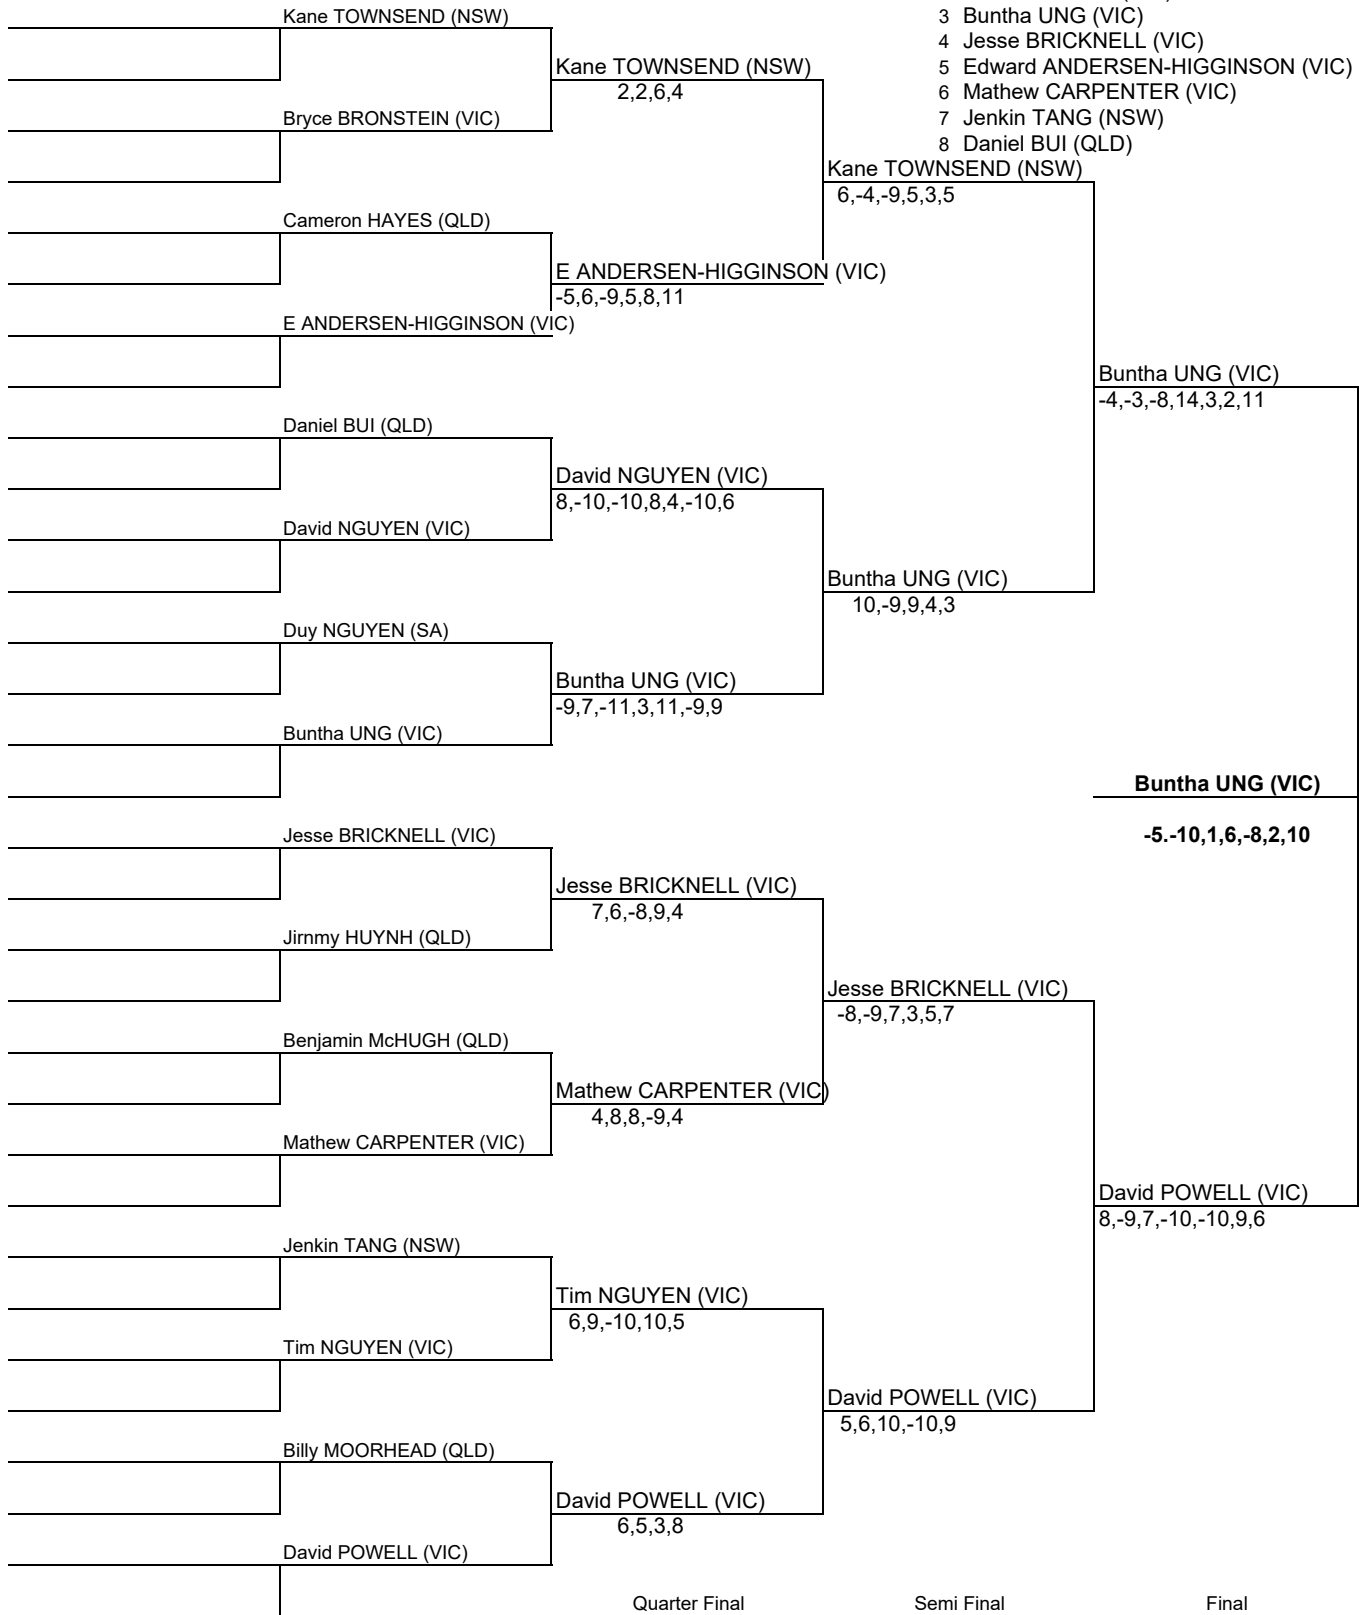 Kane TOWNSEND (NSW)
3 Buntha UNG (VIC)
4 Jesse BRICKNELL (VIC)
Kane TOWNSEND (NSW)
5 Edward ANDERSEN-HIGGINSON (VIC)
2,2,6,4
6 Mathew CARPENTER (VIC)
Bryce BRONSTEIN (VIC)
7 Jenkin TANG (NSW)
8 Daniel BUI (QLD)
Kane TOWNSEND (NSW)
6,-4,-9,5,3,5
Cameron HAYES (QLD)
E ANDERSEN-HIGGINSON (VIC)
-5,6,-9,5,8,11
E ANDERSEN-HIGGINSON (VIC)
Buntha UNG (VIC)
-4,-3,-8,14,3,2,11
Daniel BUI (QLD)
David NGUYEN (VIC)
8,-10,-10,8,4,-10,6
David NGUYEN (VIC)
Buntha UNG (VIC)
10,-9,9,4,3
Duy NGUYEN (SA)
Buntha UNG (VIC)
-9,7,-11,3,11,-9,9
Buntha UNG (VIC)
Buntha UNG (VIC)
-5.-10,1,6,-8,2,10
Jesse BRICKNELL (VIC)
Jesse BRICKNELL (VIC)
7,6,-8,9,4
Jirnmy HUYNH (QLD)
Jesse BRICKNELL (VIC)
-8,-9,7,3,5,7
Benjamin McHUGH (QLD)
Mathew CARPENTER (VIC)
4,8,8,-9,4
Mathew CARPENTER (VIC)
David POWELL (VIC)
8,-9,7,-10,-10,9,6
Jenkin TANG (NSW)
Tim NGUYEN (VIC)
6,9,-10,10,5
Tim NGUYEN (VIC)
David POWELL (VIC)
5,6,10,-10,9
Billy MOORHEAD (QLD)
David POWELL (VIC)
6,5,3,8
David POWELL (VIC)
Quarter Final
Semi Final
Final